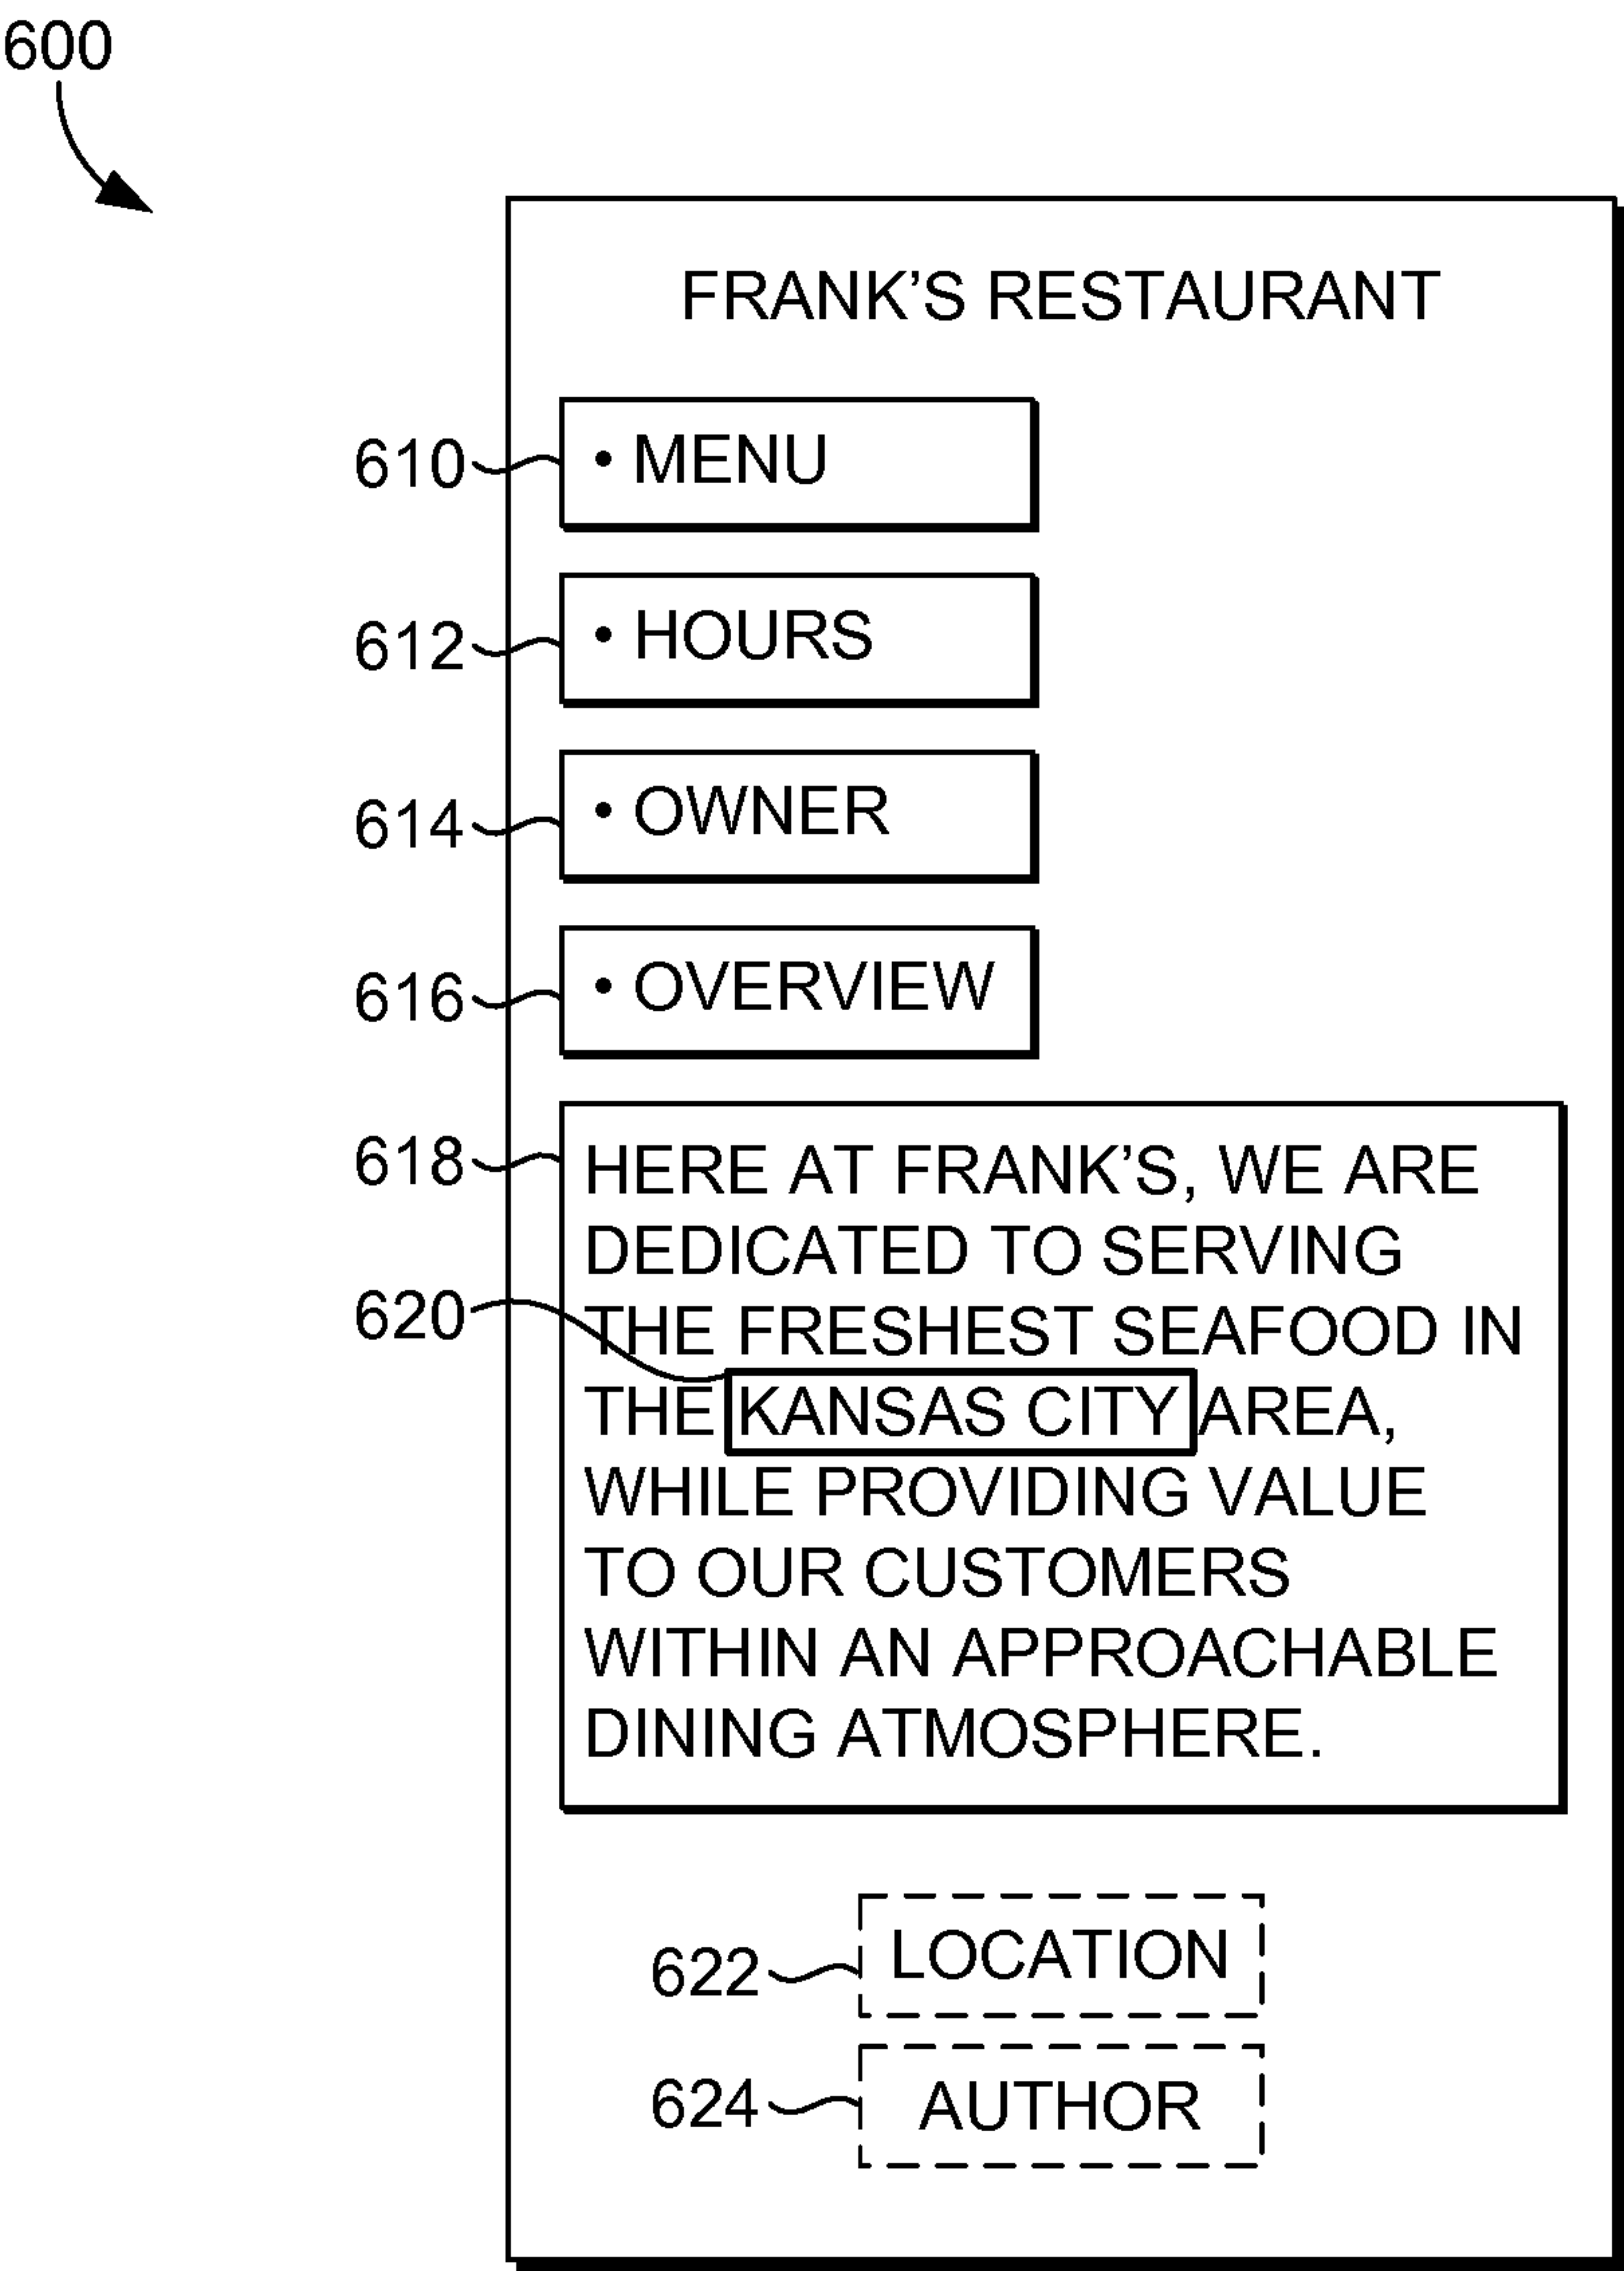 600
FRANK'S RESTAURANT
610 • MENU
612 • HOURS
614 • OWNER
616 • OVERVIEW
618 HERE AT FRANK'S, WE ARE
DEDICATED TO SERVING
620 THE FRESHEST SEAFOOD IN
THE KANSAS CITY AREA,
WHILE PROVIDING VALUE
TO OUR CUSTOMERS
WITHIN AN APPROACHABLE
DINING ATMOSPHERE.
622 LOCATION
624 AUTHOR